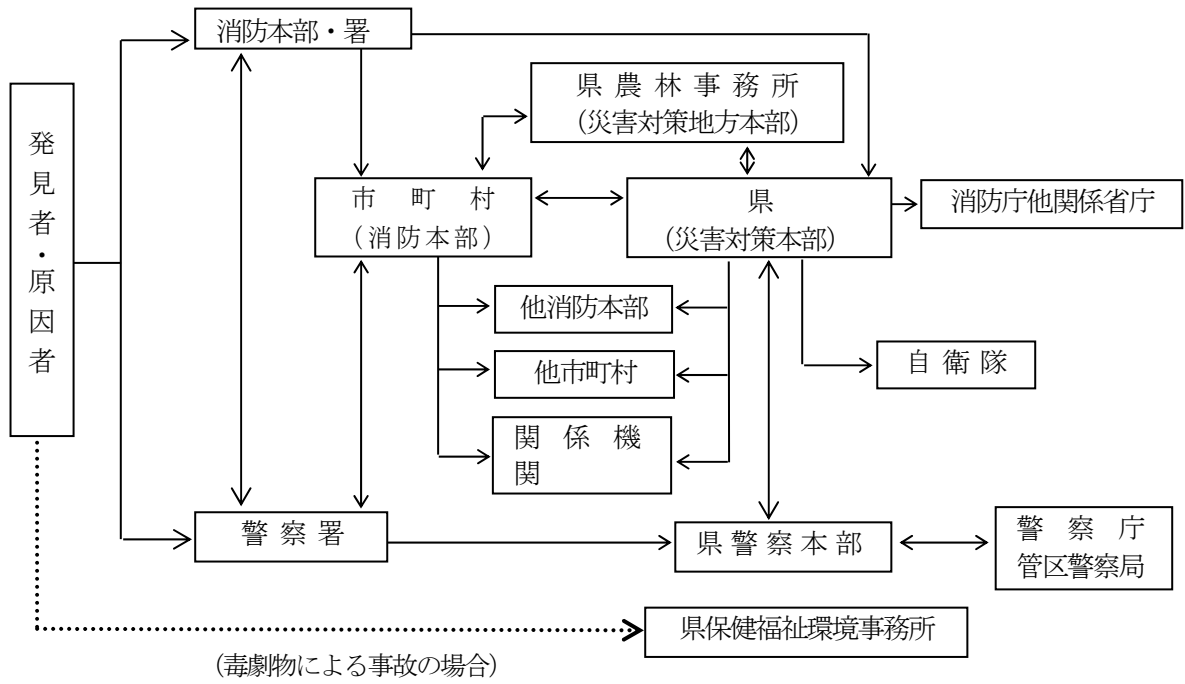 消防本部・署
県農林事務所
(災害対策地方本部)
発見者・原因者
市町村
(消防本部)
県
(災害対策本部)
消防庁他関係省庁
他消防本部
他市町村
自衛隊
関係機
関
警察署
県警察本部
警察庁
管区警察局
県保健福祉環境事務所
(毒劇物による事故の場合)